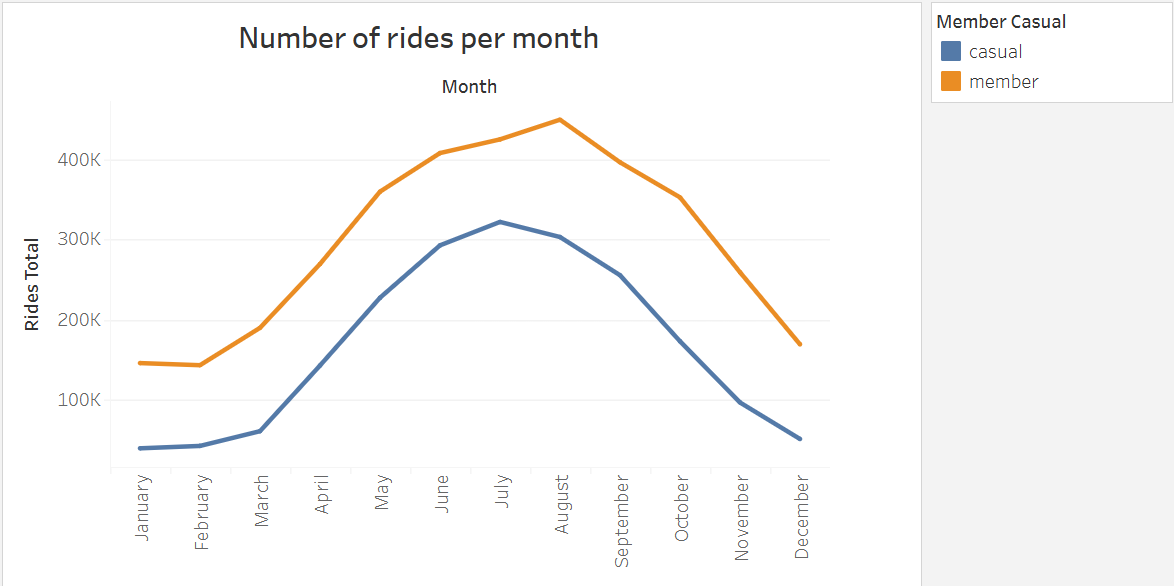 Number of rides per month
Month
Rides Total
400K
300K
200K
100K
January
February
March
April
May
June
July
August
September
October
November
December
Member Casual
casual
member